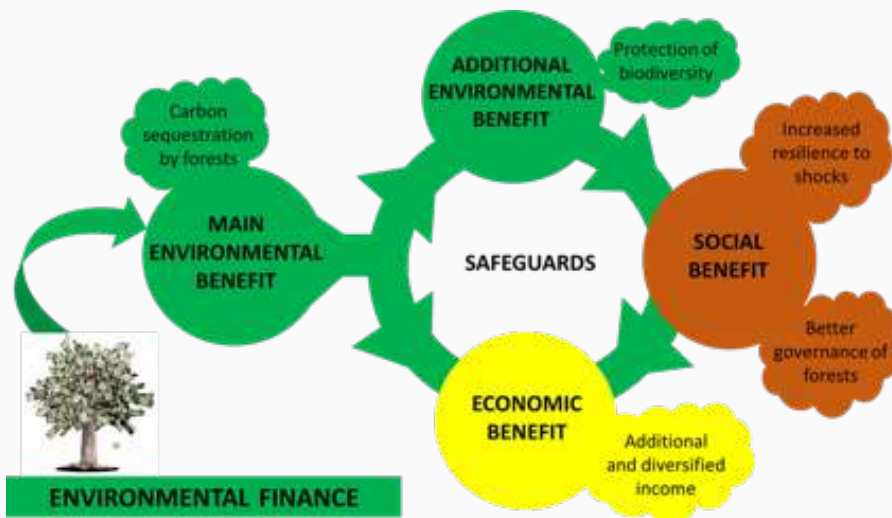 Carbon
sequestration
by forests
MAIN
ENVIRONMENTAL
BENEFIT
ADDITIONAL
ENVIRONMENTAL
BENEFIT
Protection of
biodiversity
Increased
resilience to
shocks
SOCIAL
BENEFIT
Better
governance of
forests
SAFEGUARDS
ECONOMIC
BENEFIT
Additional
and diversified
income
ENVIRONMENTAL FINANCE